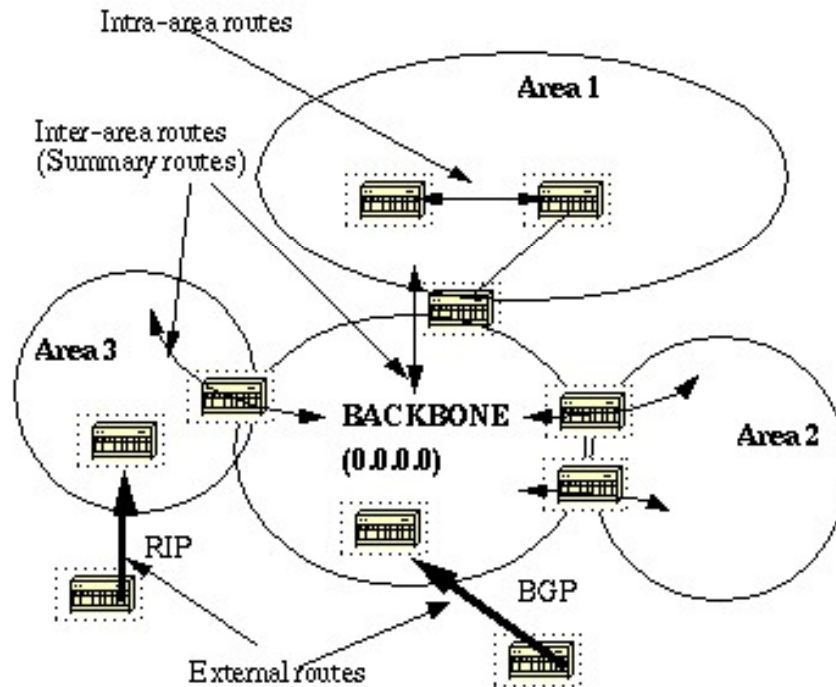 Intra-area routes
Area 1
Inter-area routes
(Summary routes)
Area 3
BACKBONE
(0.0.0.0)
Area 2
RIP
BGP
External routes